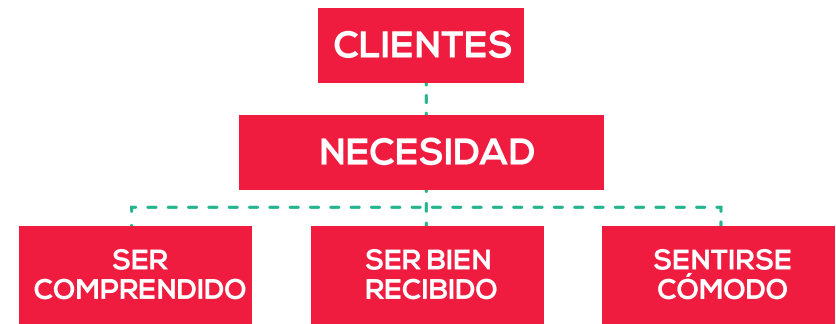 CLIENTES
NECESIDAD
SER
COMPRENDIDO
SER BIEN
RECIBIDO
SENTIRSE
CÓMODO